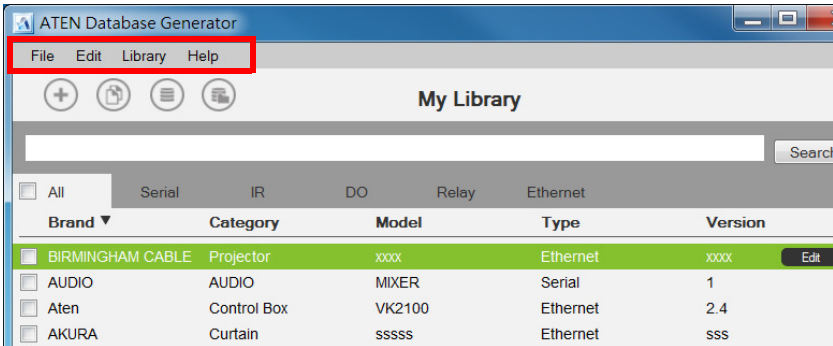 ATEN Database Generator
File Edit Library Help
My Library
Search
All Serial IR DO Relay Ethernet
Brand ▼ Category Model Type Version
BIRMINGHAM CABLE Projector xxxx Ethernet xxxx Edit
AUDIO AUDIO MIXER Serial 1
Aten Control Box VK2100 Ethernet 2.4
AKURA Curtain sssss Ethernet sss